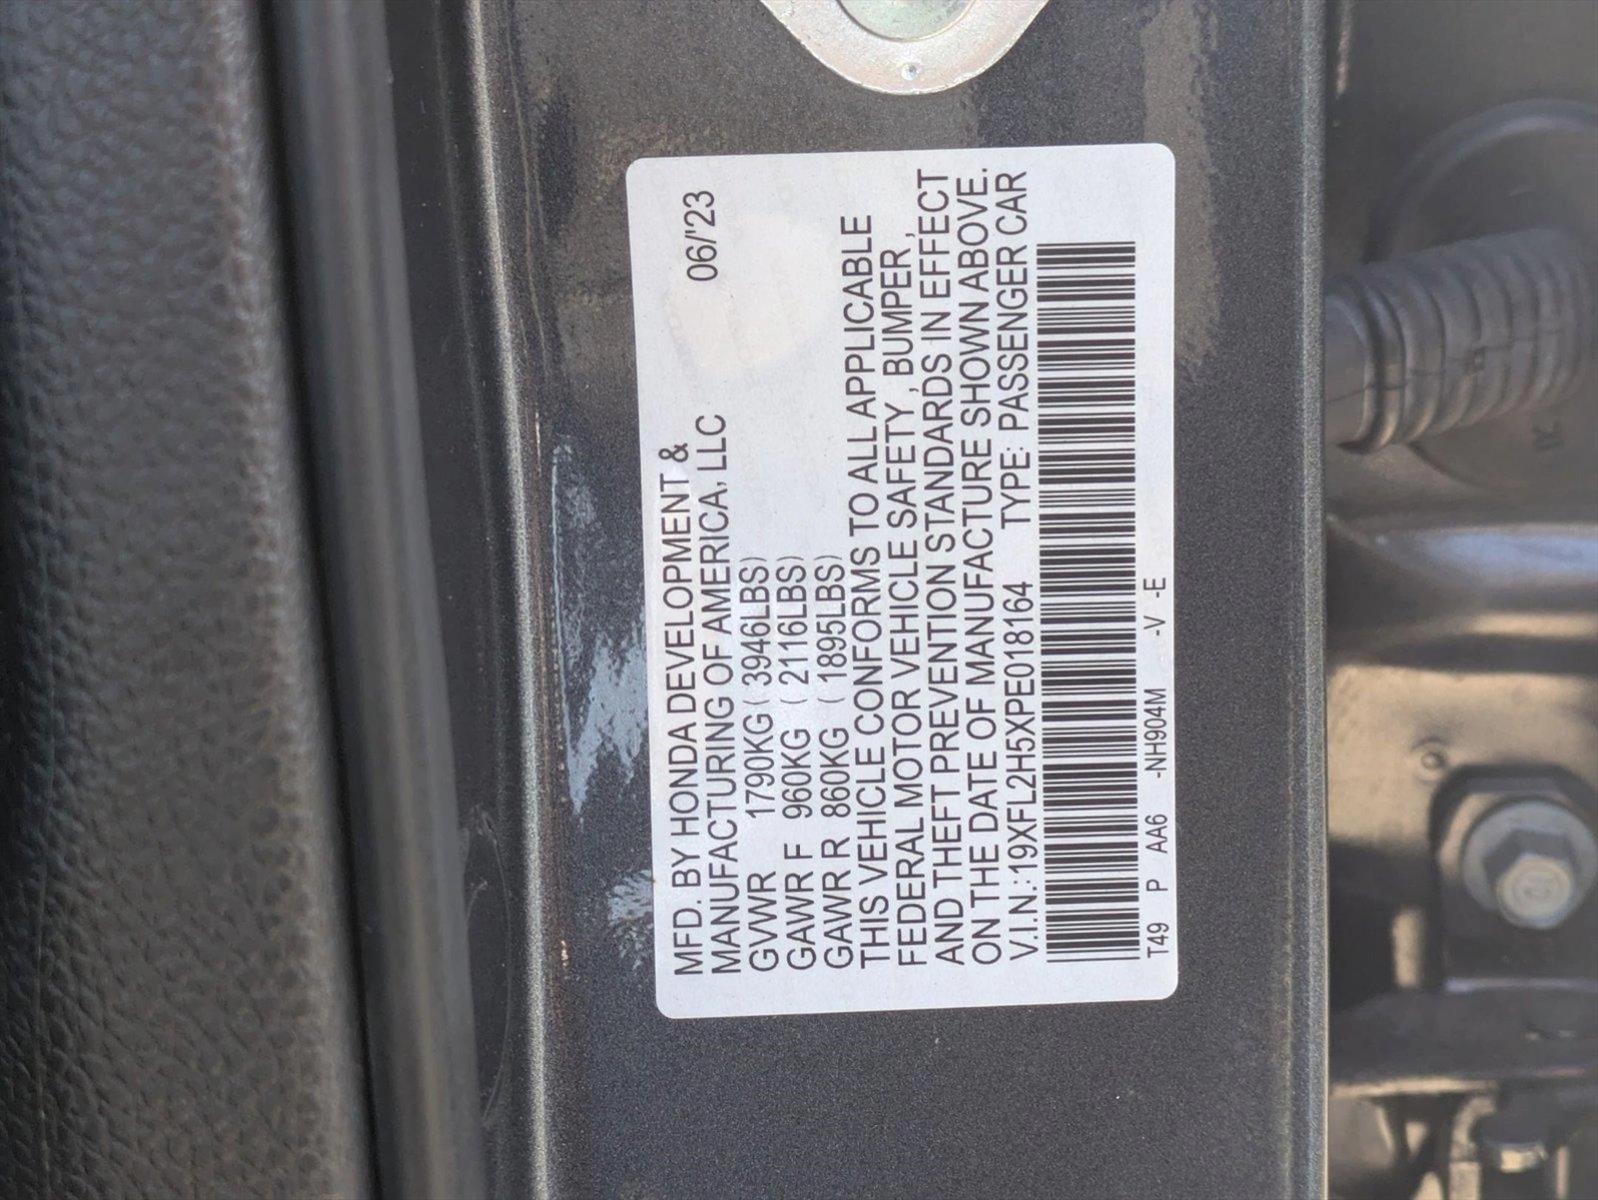 MFD. BY HONDA DEVELOPMENT &
MANUFACTURING OF AMERICA, LLC 06/'23
GVWR 1790KG ( 3946LBS)
GAWR F 960KG ( 2116LBS)
GAWR R 860KG ( 1895LBS)
THIS VEHICLE CONFORMS TO ALL APPLICABLE
FEDERAL MOTOR VEHICLE SAFETY , BUMPER ,
AND THEFT PREVENTION STANDARDS IN EFFECT
ON THE DATE OF MANUFACTURE SHOWN ABOVE.
V.I.N.:19XFL2H5XPE018164 TYPE: PASSENGER CAR
T49 P AA6 -NH904M -V -E